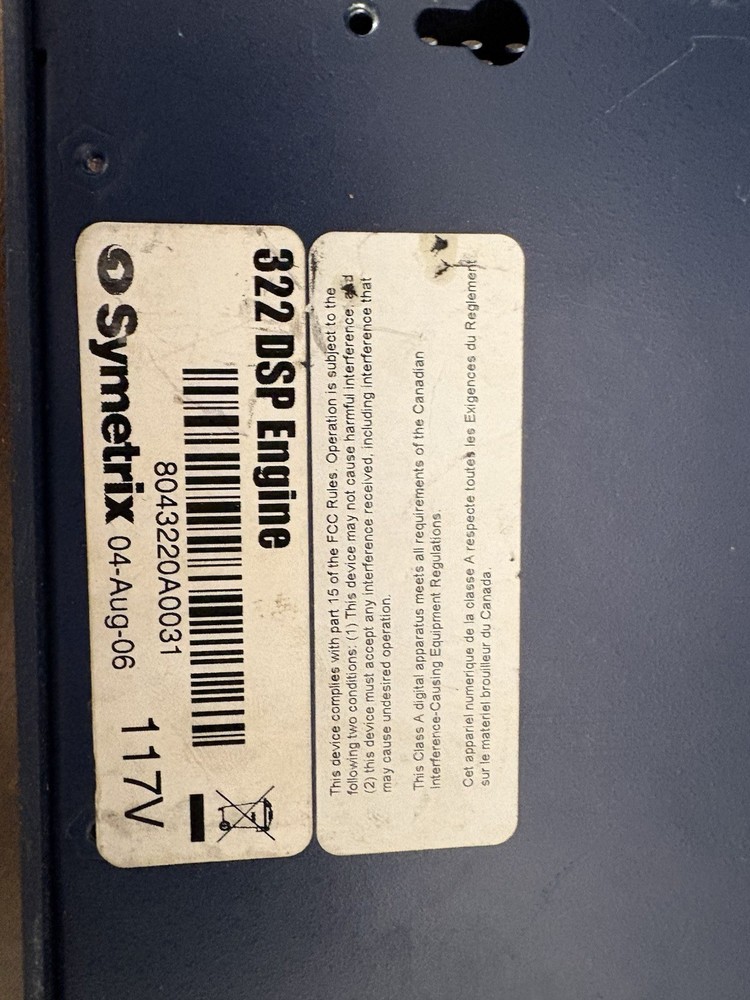 322 DSP Engine
8043220A0031
Symetrix 04-Aug-06 117V
This device complies with part 15 of the FCC Rules. Operation is subject to the
following two conditions: (1) This device may not cause harmful interference, and
(2) this device must accept any interference received, including interference that
may cause undesired operation.
This Class A digital apparatus meets all requirements of the Canadian
Interference-Causing Equipment Regulations.
Cet appariel numerique de la classe A respecte toutes les Exigences du Reglement
sur le materiel brouilleur du Canada.